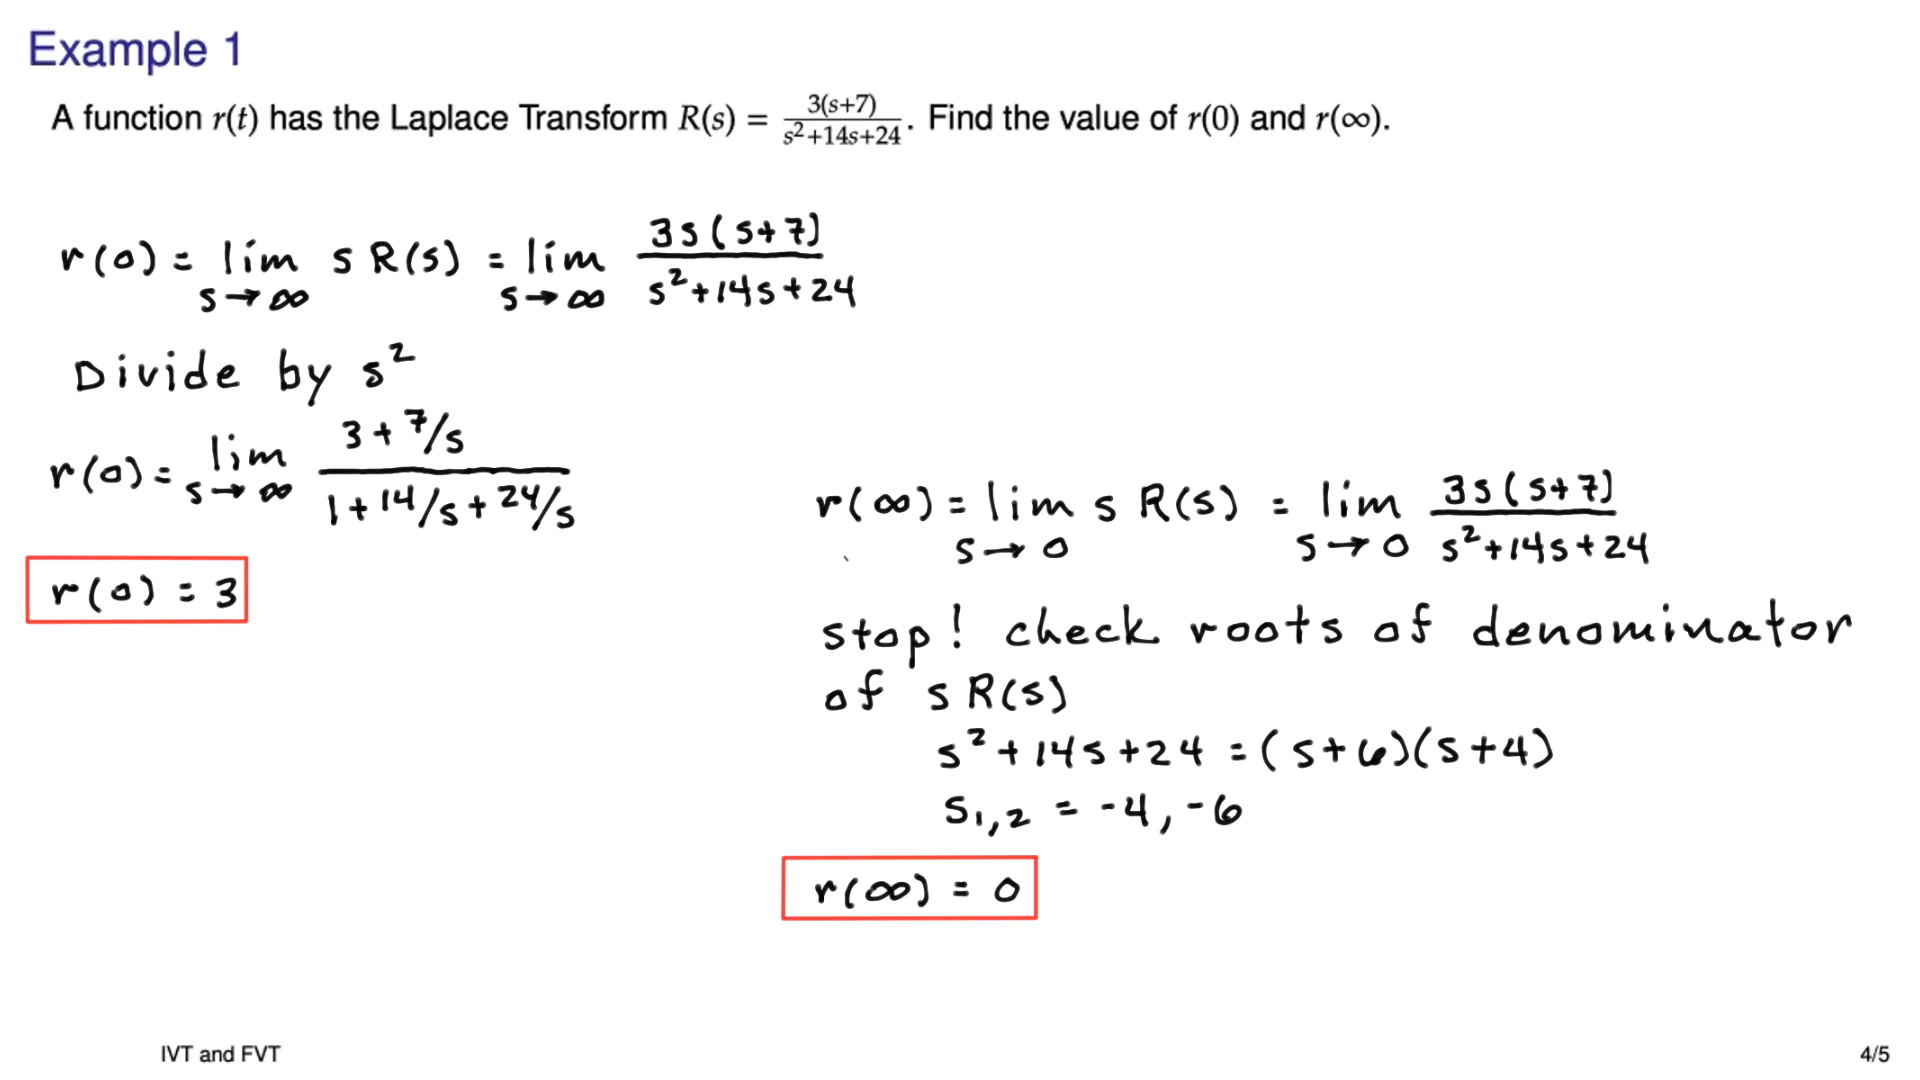 Example 1
A function r(t) has the Laplace Transform R(s) = 3(s+7)/(s²+14s+24). Find the value of r(0) and r(∞).
r(0) = lim s→∞ s R(s) = lim s→∞ 3s(s+7)/(s²+14s+24)
Divide by s²
r(0) = lim s→∞ (3+7/s)/(1+14/s+24/s)
r(0) = 3
r(∞) = lim s→0 s R(s) = lim s→0 3s(s+7)/(s²+14s+24)
stop! check roots of denominator
of s R(s)
s²+14s+24 = (s+6)(s+4)
s₁,₂ = -4, -6
r(∞) = 0
IVT and FVT
4/5